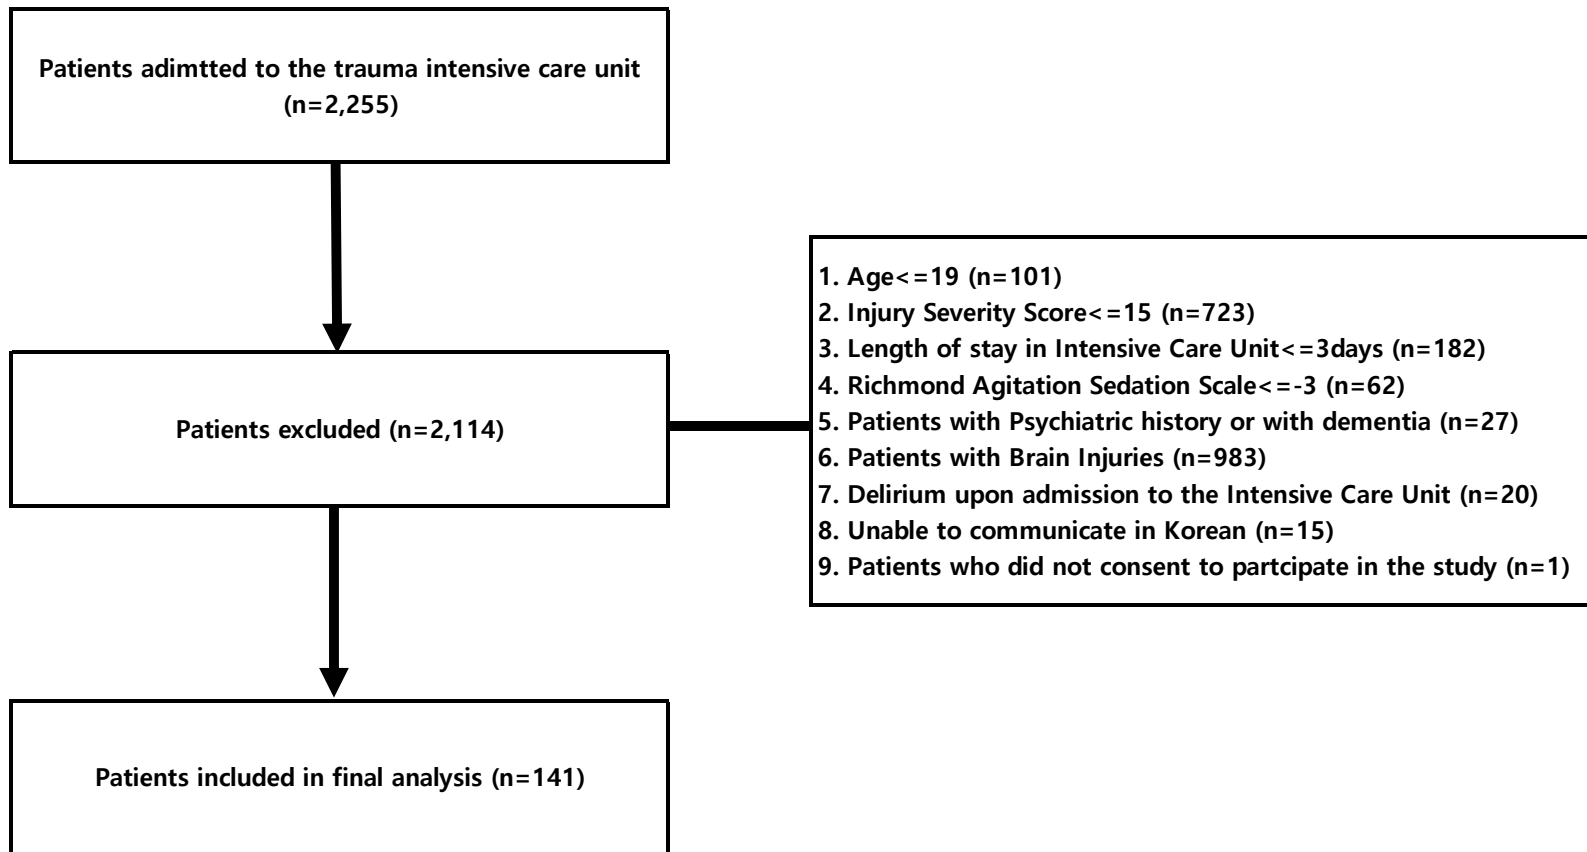 Patients adimtted to the trauma intensive care unit
(n=2,255)
1. Age<=19 (n=101)
2. Injury Severity Score<=15 (n=723)
3. Length of stay in Intensive Care Unit<=3days (n=182)
4. Richmond Agitation Sedation Scale<=-3 (n=62)
5. Patients with Psychiatric history or with dementia (n=27)
6. Patients with Brain Injuries (n=983)
7. Delirium upon admission to the Intensive Care Unit (n=20)
8. Unable to communicate in Korean (n=15)
9. Patients who did not consent to partcipate in the study (n=1)
Patients excluded (n=2,114)
Patients included in final analysis (n=141)